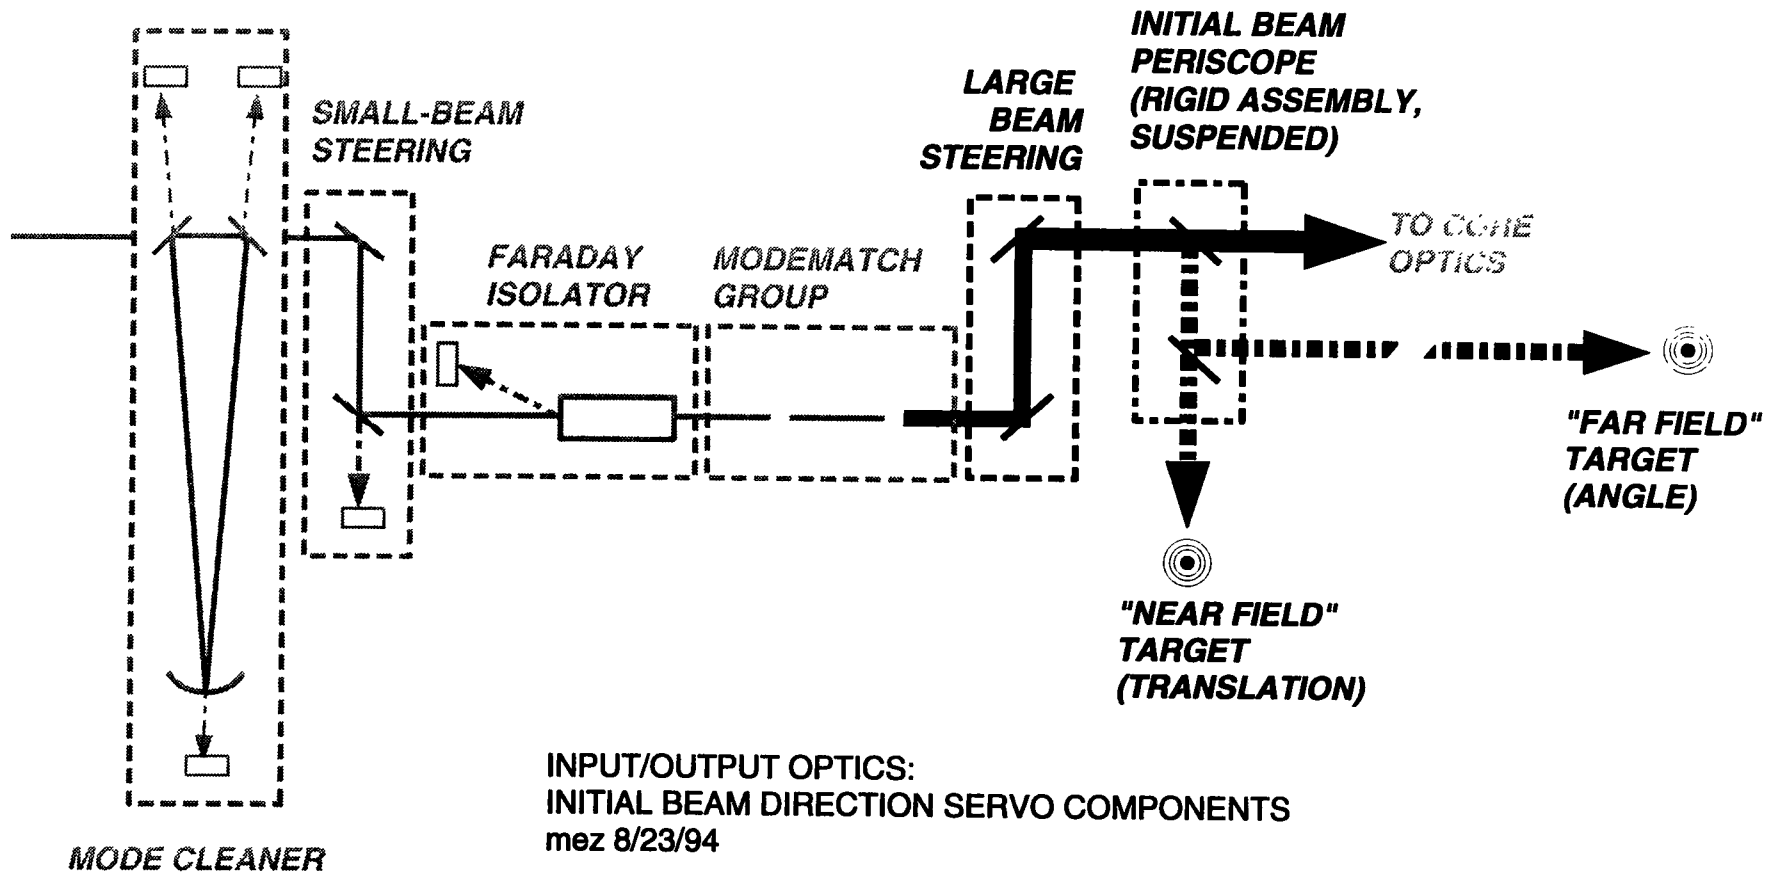 INITIAL BEAM
PERISCOPE
(RIGID ASSEMBLY,
SUSPENDED)
LARGE
BEAM
STEERING
SMALL-BEAM
STEERING
FARADAY
ISOLATOR
MODEMATCH
GROUP
TO CORE
OPTICS
"FAR FIELD"
TARGET
(ANGLE)
"NEAR FIELD"
TARGET
(TRANSLATION)
INPUT/OUTPUT OPTICS:
INITIAL BEAM DIRECTION SERVO COMPONENTS
mez 8/23/94
MODE CLEANER